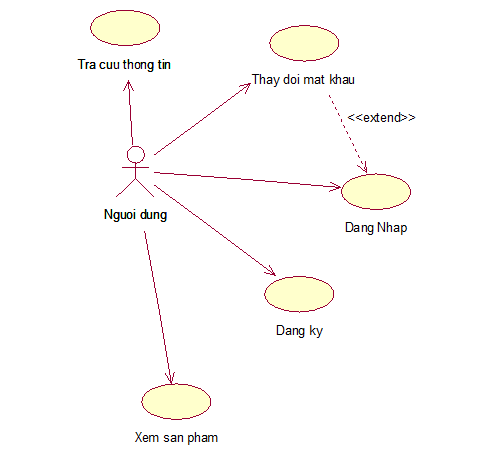 Tra cuu thong tin
Thay doi mat khau
<<extend>>
Nguoi dung
Dang Nhap
Dang ky
Xem san pham